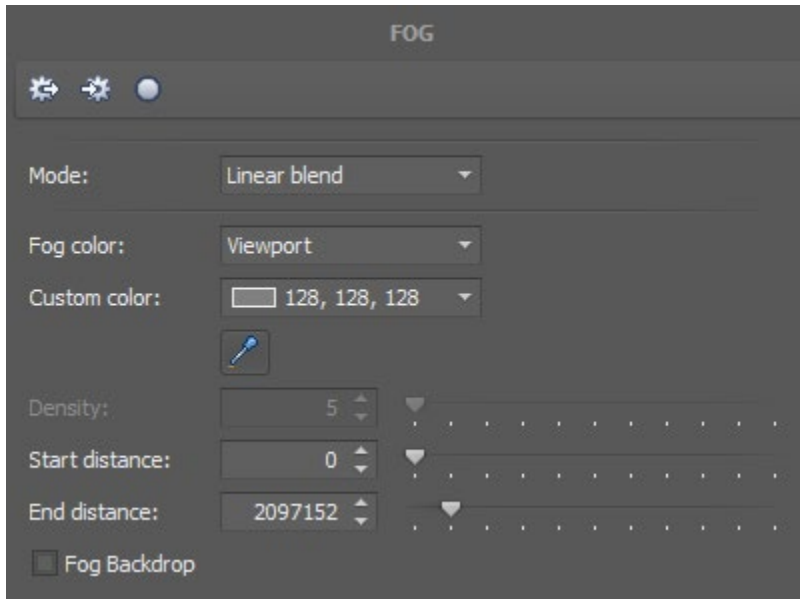 FOG
Mode: Linear blend
Fog color: Viewport
Custom color: 128, 128, 128
Density: 5
Start distance: 0
End distance: 2097152
Fog Backdrop